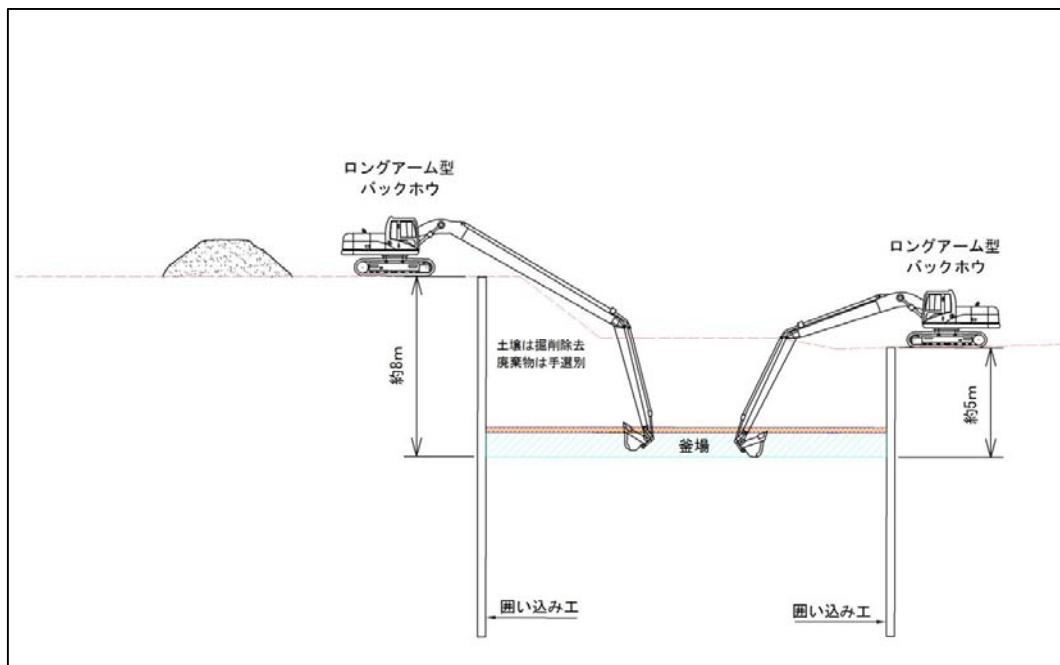 ロングアーム型
バックホウ
ロングアーム型
バックホウ
土壌は掘削除去
廃棄物は手選別
約8m
約5m
釜場
囲い込み工
囲い込み工